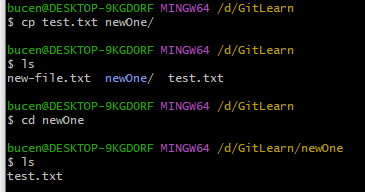 bucen@DESKTOP-9KGDORF MINGW64 /d/GitLearn
$ cp test.txt newOne/
bucen@DESKTOP-9KGDORF MINGW64 /d/GitLearn
$ ls
new-file.txt  newOne/  test.txt
bucen@DESKTOP-9KGDORF MINGW64 /d/GitLearn
$ cd newOne
bucen@DESKTOP-9KGDORF MINGW64 /d/GitLearn/newOne
$ ls
test.txt